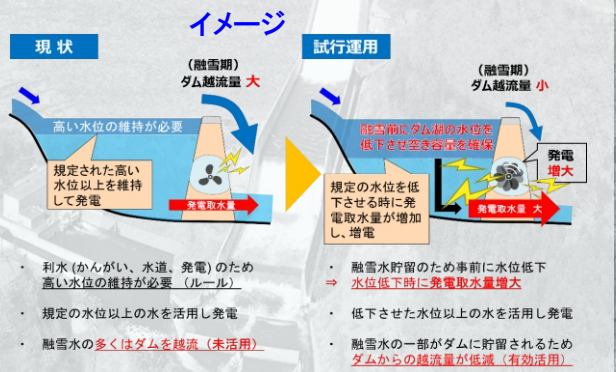 イメージ
現 状
(融雪期)
ダム越流量 大
高い水位の維持が必要
規定された高い
水位以上を維持
して発電
発電取水量
・ 利水 (かんがい、水道、発電) のため
高い水位の維持が必要 (ルール)
・ 規定の水位以上の水を活用し発電
・ 融雪水の多くはダムを越流 (未活用)
試行運用
(融雪期)
ダム越流量 小
融雪前にダム湖の水位を
低下させ空き容量を確保
発電
増大
規定の水位を低
下させる時に発
電取水量が増加
し、増電
発電取水量 大
・ 融雪水貯留のため事前に水位低下
⇒ 水位低下時に発電取水量増大
・ 低下させた水位以上の水を活用し発電
・ 融雪水の一部がダムに貯留されるため
ダムからの越流量が低減 (有効活用)